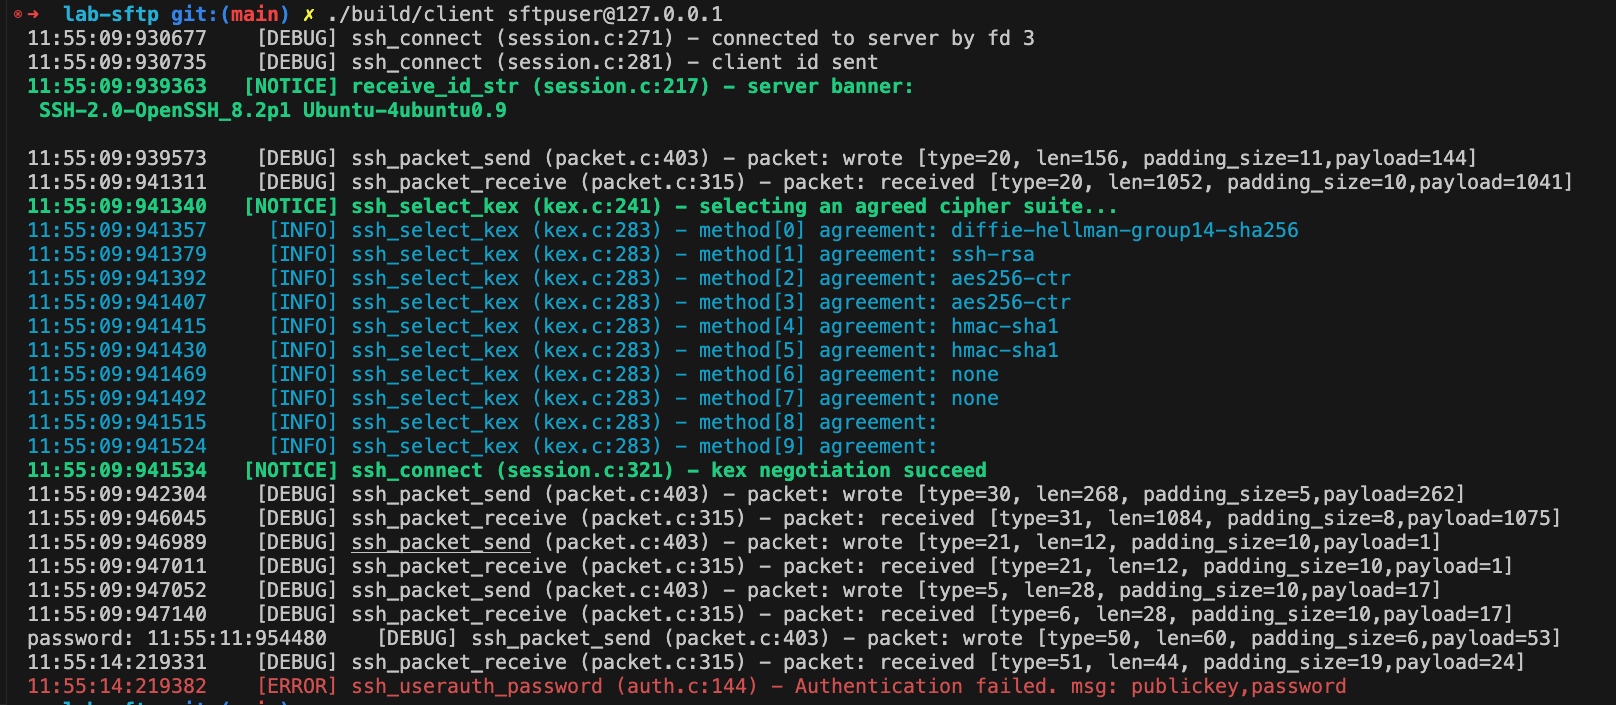 ➜ lab-sftp git:(main) ✗ ./build/client sftpuser@127.0.0.1
11:55:09:930677 [DEBUG] ssh_connect (session.c:271) – connected to server by fd 3
11:55:09:930735 [DEBUG] ssh_connect (session.c:281) – client id sent
11:55:09:939363 [NOTICE] receive_id_str (session.c:217) – server banner:
SSH-2.0-OpenSSH_8.2p1 Ubuntu-4ubuntu0.9
11:55:09:939573 [DEBUG] ssh_packet_send (packet.c:403) – packet: wrote [type=20, len=156, padding_size=11,payload=144]
11:55:09:941311 [DEBUG] ssh_packet_receive (packet.c:315) – packet: received [type=20, len=1052, padding_size=10,payload=1041]
11:55:09:941340 [NOTICE] ssh_select_kex (kex.c:241) – selecting an agreed cipher suite...
11:55:09:941357 [INFO] ssh_select_kex (kex.c:283) – method[0] agreement: diffie-hellman-group14-sha256
11:55:09:941379 [INFO] ssh_select_kex (kex.c:283) – method[1] agreement: ssh-rsa
11:55:09:941392 [INFO] ssh_select_kex (kex.c:283) – method[2] agreement: aes256-ctr
11:55:09:941407 [INFO] ssh_select_kex (kex.c:283) – method[3] agreement: aes256-ctr
11:55:09:941415 [INFO] ssh_select_kex (kex.c:283) – method[4] agreement: hmac-sha1
11:55:09:941430 [INFO] ssh_select_kex (kex.c:283) – method[5] agreement: hmac-sha1
11:55:09:941469 [INFO] ssh_select_kex (kex.c:283) – method[6] agreement: none
11:55:09:941492 [INFO] ssh_select_kex (kex.c:283) – method[7] agreement: none
11:55:09:941515 [INFO] ssh_select_kex (kex.c:283) – method[8] agreement:
11:55:09:941524 [INFO] ssh_select_kex (kex.c:283) – method[9] agreement:
11:55:09:941534 [NOTICE] ssh_connect (session.c:321) – kex negotiation succeed
11:55:09:942304 [DEBUG] ssh_packet_send (packet.c:403) – packet: wrote [type=30, len=268, padding_size=5,payload=262]
11:55:09:946045 [DEBUG] ssh_packet_receive (packet.c:315) – packet: received [type=31, len=1084, padding_size=8,payload=1075]
11:55:09:946989 [DEBUG] ssh_packet_send (packet.c:403) – packet: wrote [type=21, len=12, padding_size=10,payload=1]
11:55:09:947011 [DEBUG] ssh_packet_receive (packet.c:315) – packet: received [type=21, len=12, padding_size=10,payload=1]
11:55:09:947052 [DEBUG] ssh_packet_send (packet.c:403) – packet: wrote [type=5, len=28, padding_size=10,payload=17]
11:55:09:947140 [DEBUG] ssh_packet_receive (packet.c:315) – packet: received [type=6, len=28, padding_size=10,payload=17]
password: 11:55:11:954480 [DEBUG] ssh_packet_send (packet.c:403) – packet: wrote [type=50, len=60, padding_size=6,payload=53]
11:55:14:219331 [DEBUG] ssh_packet_receive (packet.c:315) – packet: received [type=51, len=44, padding_size=19,payload=24]
11:55:14:219382 [ERROR] ssh_userauth_password (auth.c:144) – Authentication failed. msg: publickey,password